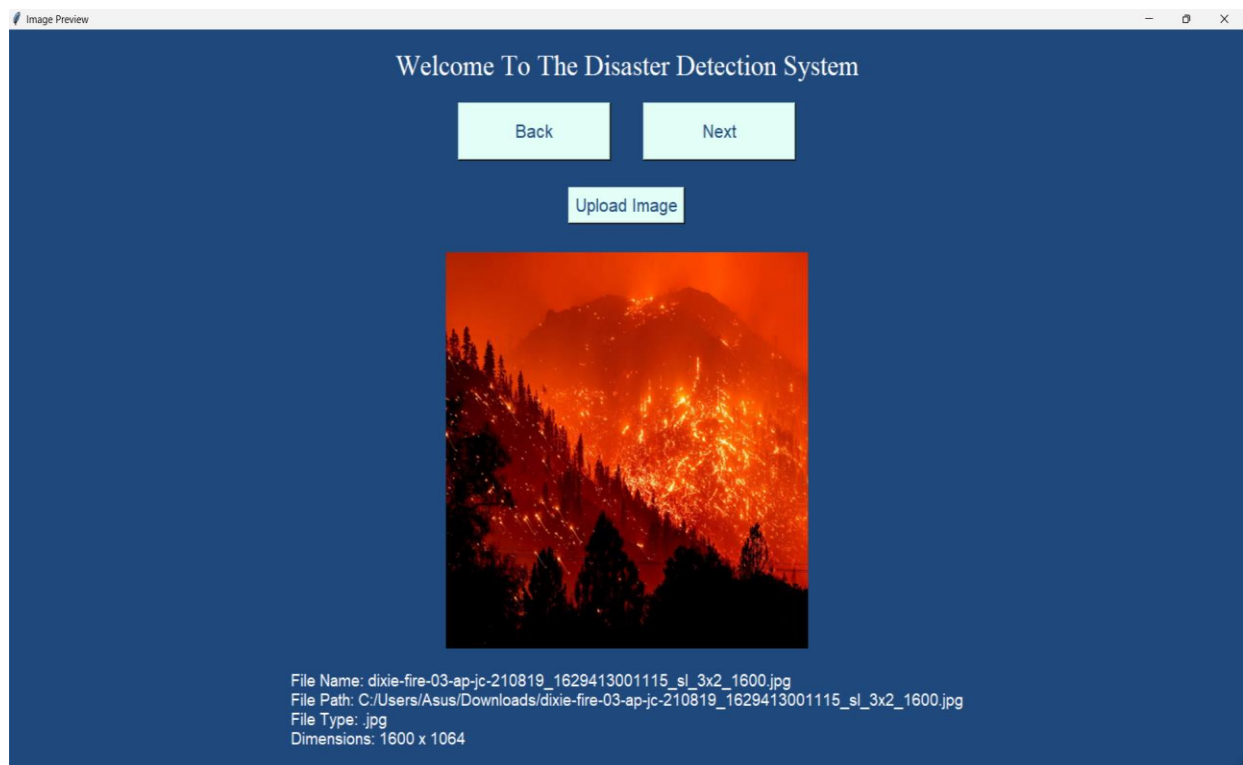 Image Preview
Welcome To The Disaster Detection System
Back
Next
Upload Image
File Name: dixie-fire-03-ap-jc-210819_1629413001115_sl_3x2_1600.jpg
File Path: C:/Users/Asus/Downloads/dixie-fire-03-ap-jc-210819_1629413001115_sl_3x2_1600.jpg
File Type: .jpg
Dimensions: 1600 x 1064